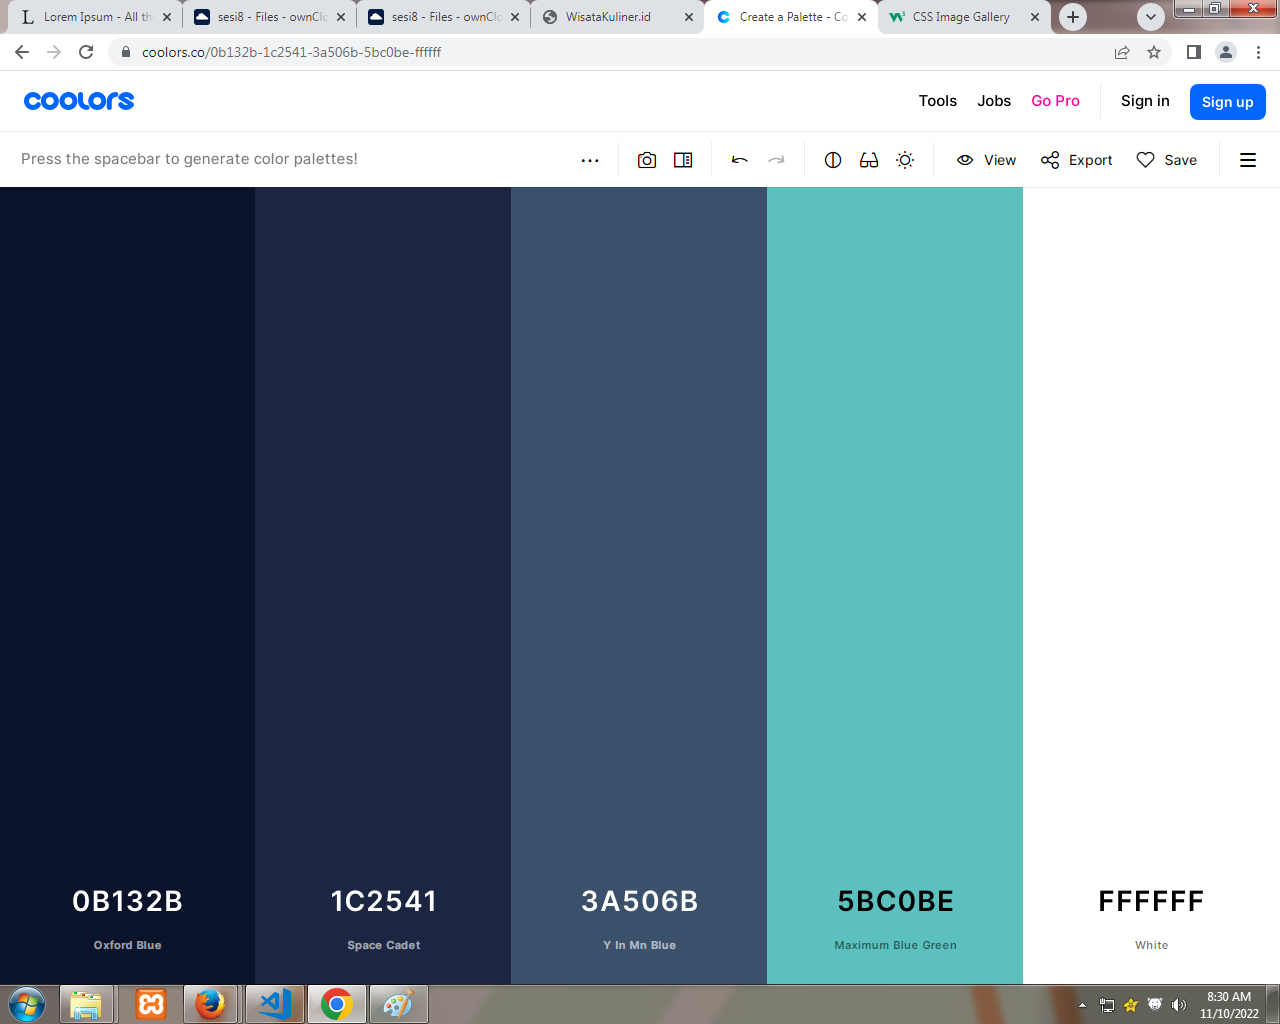 Lorem Ipsum - All th
sesi8 - Files - ownClo
sesi8 - Files - ownClo
WisataKuliner.id
Create a Palette - Co
CSS Image Gallery
coolors.co/0b132b-1c2541-3a506b-5bc0be-ffffff
coolors
Tools
Jobs
Go Pro
Sign in
Sign up
Press the spacebar to generate color palettes!
View
Export
Save
0B132B
1C2541
3A506B
5BC0BE
FFFFFF
Oxford Blue
Space Cadet
Y In Mn Blue
Maximum Blue Green
White
8:30 AM
11/10/2022